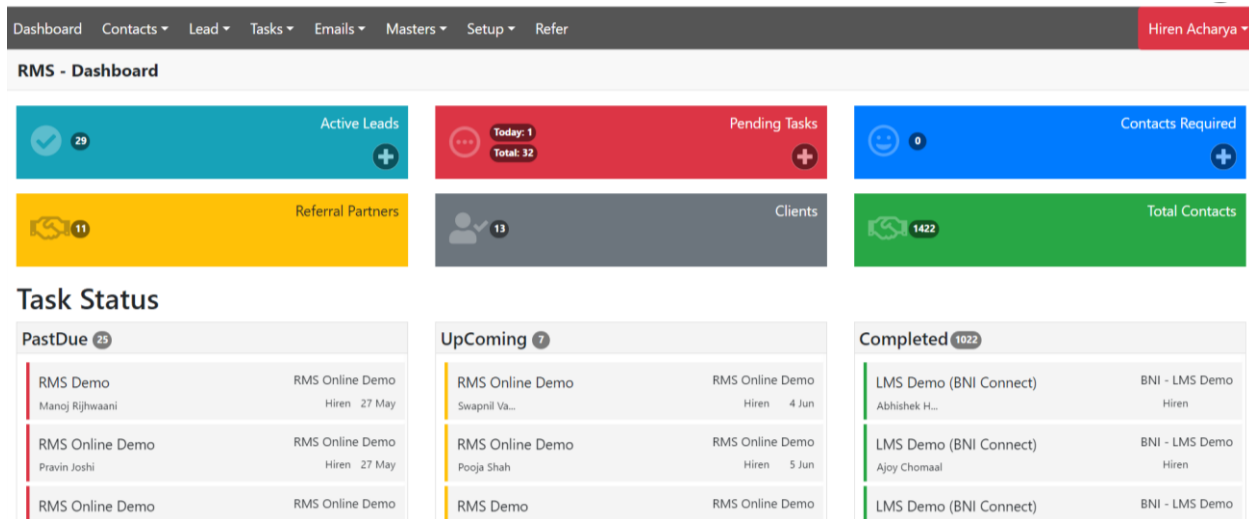 Dashboard Contacts Lead Tasks Emails Masters Setup Refer Hiren Acharya
RMS - Dashboard
29 Active Leads
Today: 1
Total: 32
Pending Tasks
0 Contacts Required
11 Referral Partners
13 Clients
1422 Total Contacts
Task Status
PastDue 25
RMS Demo RMS Online Demo
Manoj Rijhwaani Hiren 27 May
RMS Online Demo RMS Online Demo
Pravin Joshi Hiren 27 May
RMS Online Demo RMS Online Demo
UpComing 7
RMS Online Demo RMS Online Demo
Swapnil Va... Hiren 4 Jun
RMS Online Demo RMS Online Demo
Pooja Shah Hiren 5 Jun
RMS Demo RMS Online Demo
Completed 1022
LMS Demo (BNI Connect) BNI - LMS Demo
Abhishek H... Hiren
LMS Demo (BNI Connect) BNI - LMS Demo
Ajoy Chomaal Hiren
LMS Demo (BNI Connect) BNI - LMS Demo